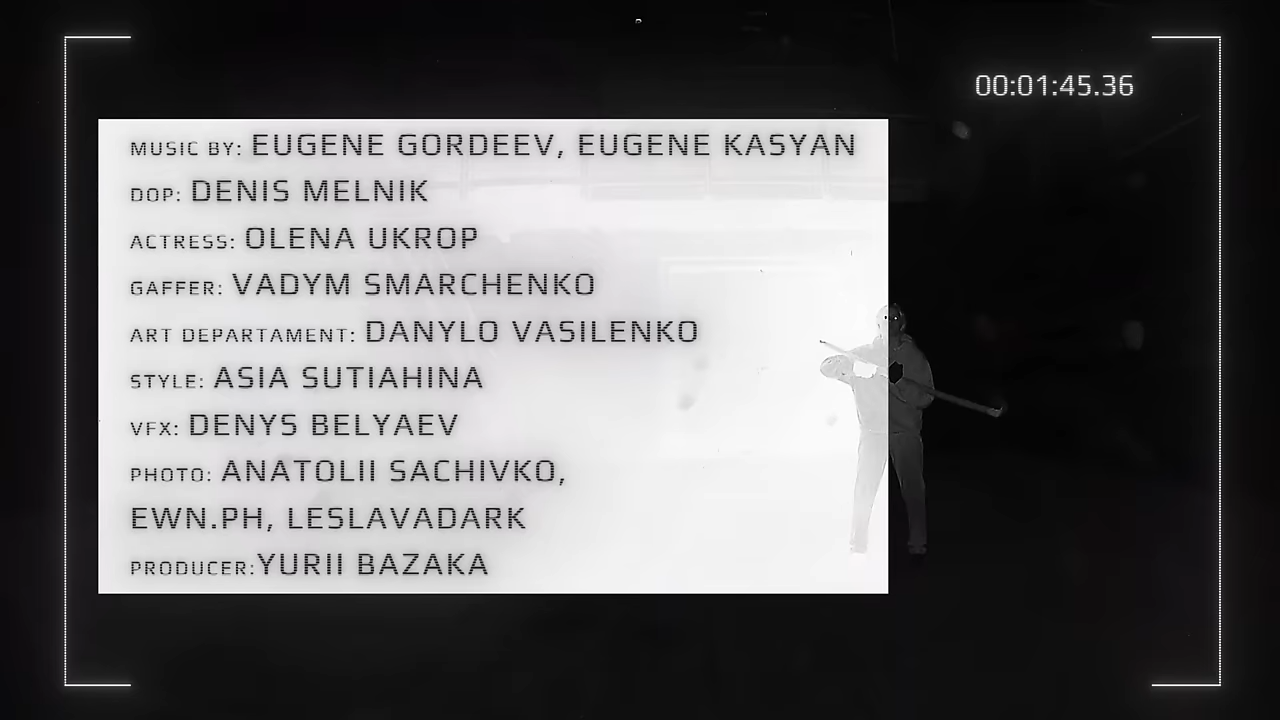 00:01:45.36
MUSIC BY: EUGENE GORDEEV, EUGENE KASYAN
DOP: DENIS MELNIK
ACTRESS: OLENA UKROP
GAFFER: VADYM SMARCHENKO
ART DEPARTAMENT: DANYLO VASILENKO
STYLE: ASIA SUTIAHINA
VFX: DENYS BELYAEV
PHOTO: ANATOLII SACHIVKO,
EWN.PH, LESLAVADARK
PRODUCER:YURII BAZAKA